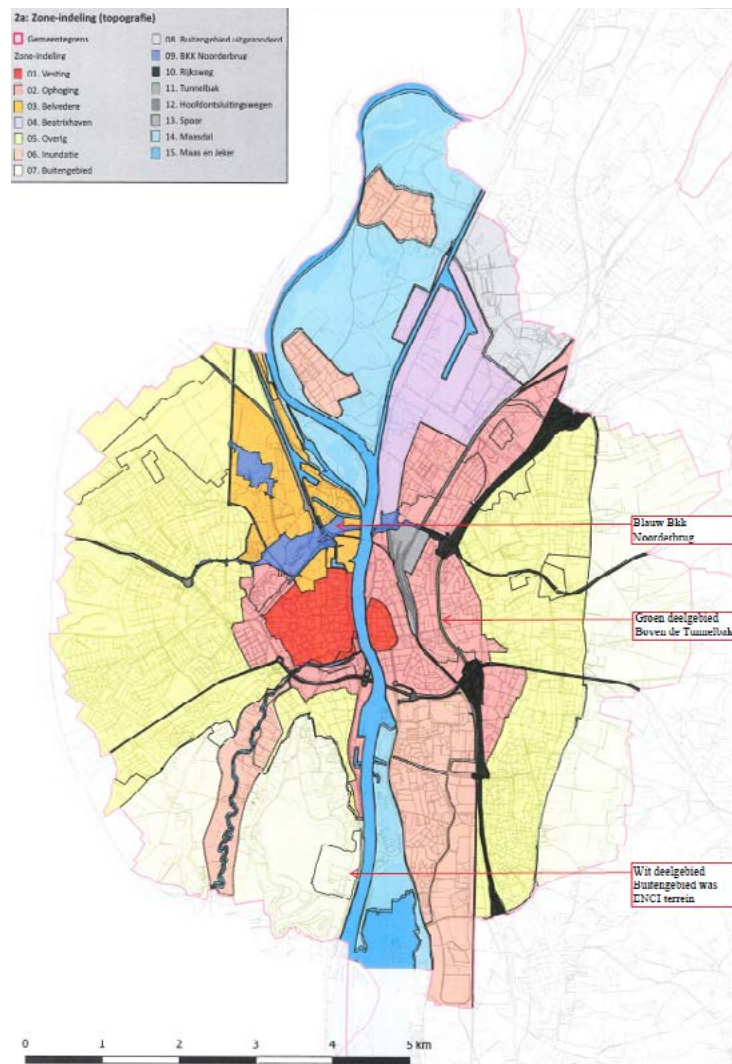 2a: Zone-indeling (topografie)
Gemeentegrens
Zone-indeling
01. Vesting
02. Ophoging
03. Belvedere
04. Beatrixhaven
05. Overig
06. Inundatie
07. Buitengebied
08. Buitengebied uitgezonderd
09. BKK Noorderbrug
10. Rijksweg
11. Tunnelbak
12. Hoofdontsluitingswegen
13. Spoor
14. Maasdal
15. Maas en Jeker
Blauw Bkk
Noorderbrug
Groen deelgebied
Boven de Tunnelbak
Wit deelgebied
Buitengebied was
ENCI terrein
0 1 2 3 4 5 km